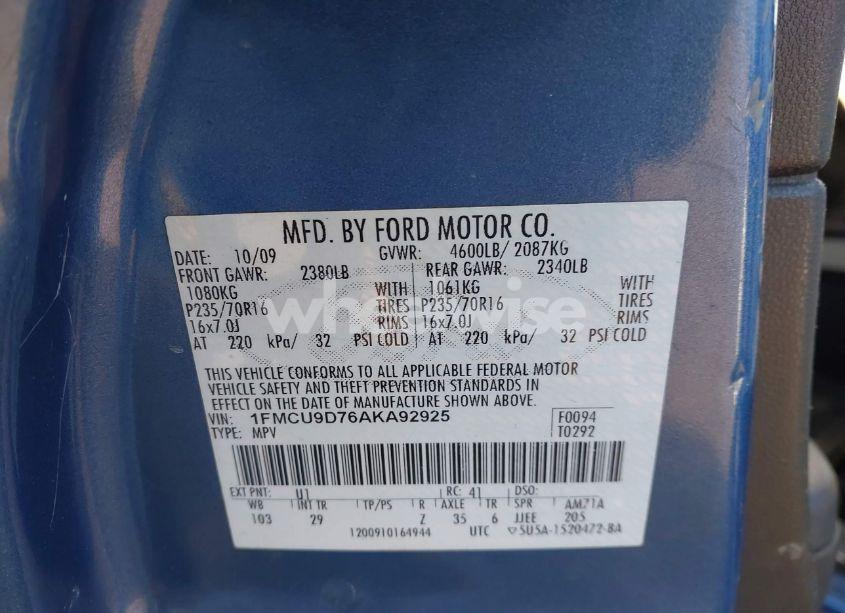 MFD. BY FORD MOTOR CO.
DATE: 10/09 GVWR: 4600LB/ 2087KG
FRONT GAWR: 2380LB REAR GAWR: 2340LB
1080KG WITH 1061KG WITH
P235/70R16 TIRES P235/70R16 TIRES
16x7.0J RIMS 16x7.0J RIMS
AT 220 kPa/ 32 PSI COLD AT 220 kPa/ 32 PSI COLD
wheelwise
THIS VEHICLE CONFORMS TO ALL APPLICABLE FEDERAL MOTOR
VEHICLE SAFETY AND THEFT PREVENTION STANDARDS IN
EFFECT ON THE DATE OF MANUFACTURE SHOWN ABOVE.
VIN: 1FMCU9D76AKA92925 F0094
TYPE: MPV T0292
EXT PNT: U1 RC: 41 DSO:
WB INT TR TP/PS R AXLE TR SPR AM71A
103 29 Z 35 6 JJEE 205
1200910164944 UTC ▽5U5A-1520472-BA